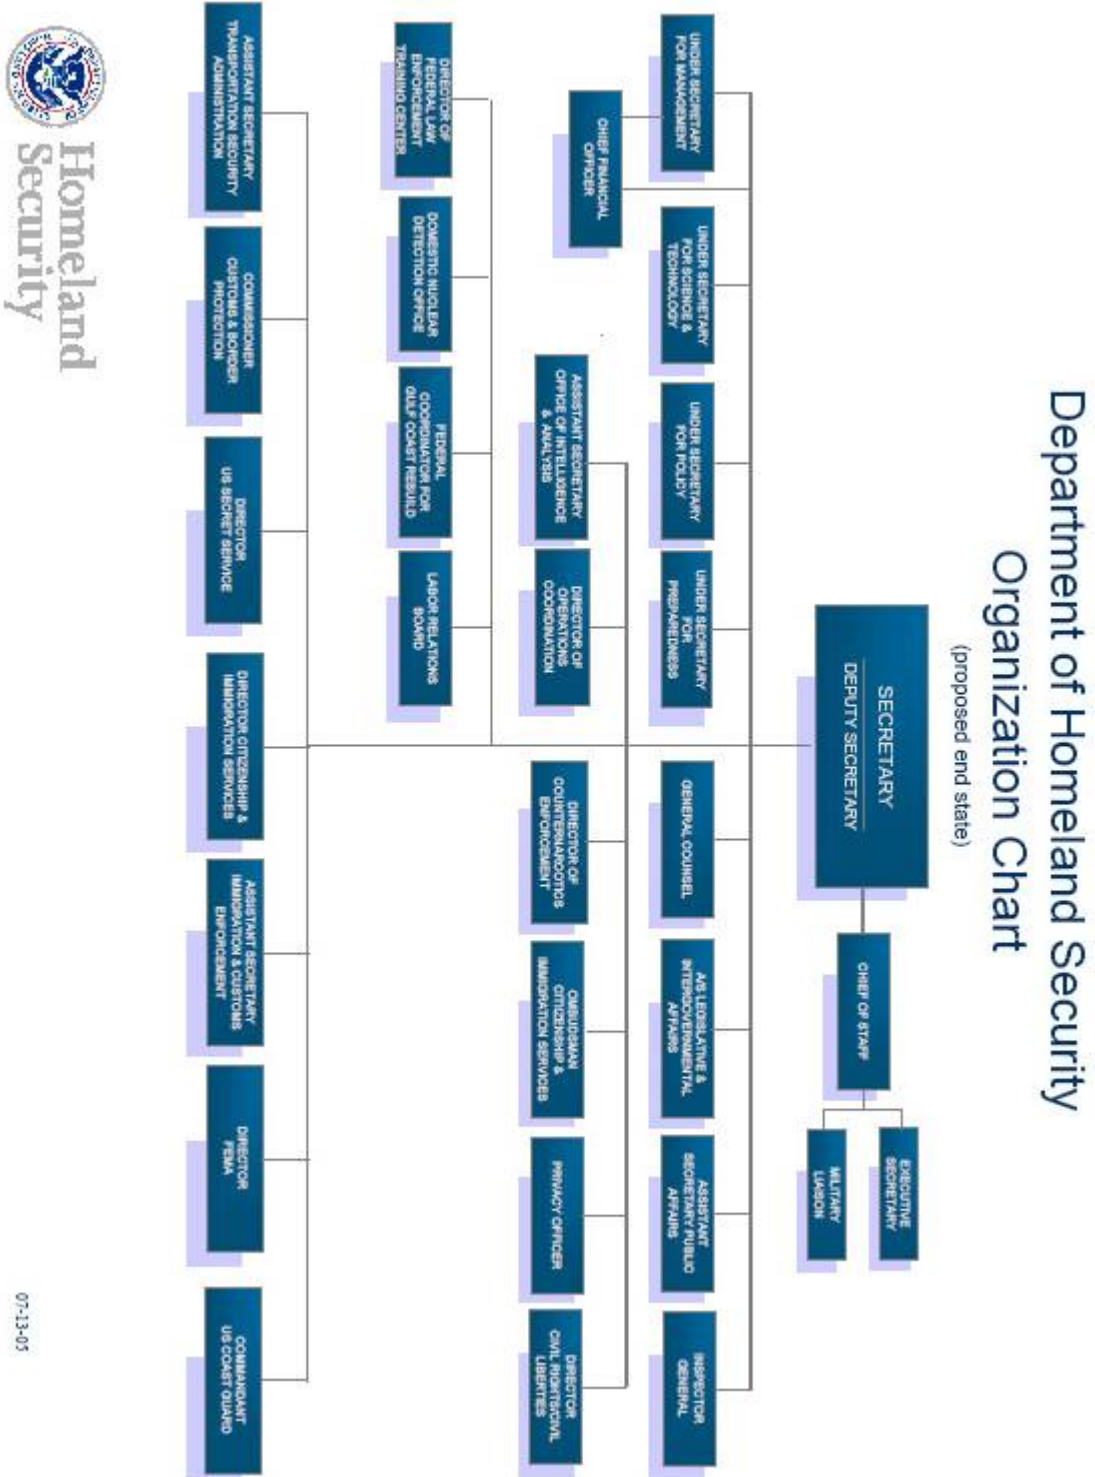 Department of Homeland Security
Organization Chart
(proposed end state)
SECRETARY
DEPUTY SECRETARY
CHIEF OF STAFF
EXECUTIVE
SECRETARY
MILITARY
LIAISON
UNDER SECRETARY
FOR MANAGEMENT
UNDER SECRETARY
FOR SCIENCE &
TECHNOLOGY
UNDER SECRETARY
FOR POLICY
UNDER SECRETARY
FOR
PREPAREDNESS
GENERAL COUNSEL
A/S LEGISLATIVE &
INTERGOVERNMENTAL
AFFAIRS
ASSISTANT
SECRETARY PUBLIC
AFFAIRS
INSPECTOR
GENERAL
CHIEF FINANCIAL
OFFICER
ASSISTANT SECRETARY
OFFICE OF INTELLIGENCE
& ANALYSIS
DIRECTOR OF
OPERATIONS
COORDINATION
DIRECTOR OF
COUNTERNARCOTICS
ENFORCEMENT
OMBUDSMAN
CITIZENSHIP &
IMMIGRATION SERVICES
PRIVACY OFFICER
DIRECTOR
CIVIL RIGHTS/CIVIL
LIBERTIES
DIRECTOR OF
FEDERAL LAW
ENFORCEMENT
TRAINING CENTER
DOMESTIC NUCLEAR
DETECTION OFFICE
FEDERAL
COORDINATOR FOR
GULF COAST REBUILD
LABOR RELATIONS
BOARD
ASSISTANT SECRETARY
TRANSPORTATION SECURITY
ADMINISTRATION
COMMISSIONER
CUSTOMS & BORDER
PROTECTION
DIRECTOR
US SECRET SERVICE
DIRECTOR CITIZENSHIP &
IMMIGRATION SERVICES
ASSISTANT SECRETARY
IMMIGRATION & CUSTOMS
ENFORCEMENT
DIRECTOR
FEMA
COMMANDANT
US COAST GUARD
Homeland
Security
07-13-05